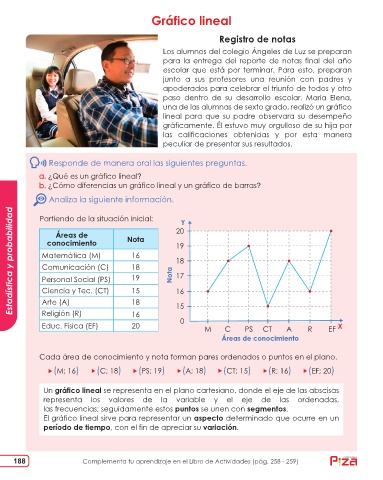 Gráfico lineal
Registro de notas
Los alumnos del colegio Ángeles de Luz se preparan
para la entrega del reporte de notas final del año
escolar que está por terminar. Para esto, preparan
junto a sus profesores una reunión con padres y
apoderados para celebrar el triunfo de todos y otro
paso dentro de su desarrollo escolar. María Elena,
una de las alumnas de sexto grado, realizó un gráfico
lineal para que su padre observara su desempeño
gráficamente. Él estuvo muy orgulloso de su hija por
las calificaciones obtenidas y por esta manera
peculiar de presentar sus resultados.
Responde de manera oral las siguientes preguntas.
a. ¿Qué es un gráfico lineal?
b. ¿Cómo diferencias un gráfico lineal y un gráfico de barras?
Analiza la siguiente información.
Partiendo de la situación inicial:
Áreas de conocimiento Nota
Matemática (M) 16
Comunicación (C) 18
Personal Social (PS) 19
Ciencia y Tec. (CT) 15
Arte (A) 18
Religión (R) 16
Educ. Física (EF) 20
Y
20
19
18
17
16
15
0
Nota
M C PS CT A R EF X
Áreas de conocimiento
Cada área de conocimiento y nota forman pares ordenados o puntos en el plano.
(M; 16) (C; 18) (PS; 19) (A; 18) (CT; 15) (R; 16) (EF; 20)
Un gráfico lineal se representa en el plano cartesiano, donde el eje de las abscisas
representa los valores de la variable y el eje de las ordenadas,
las frecuencias; seguidamente estos puntos se unen con segmentos.
El gráfico lineal sirve para representar un aspecto determinado que ocurre en un
período de tiempo, con el fin de apreciar su variación.
Estadística y probabilidad
188
Complementa tu aprendizaje en el Libro de Actividades (pág. 258 - 259)
Pizza